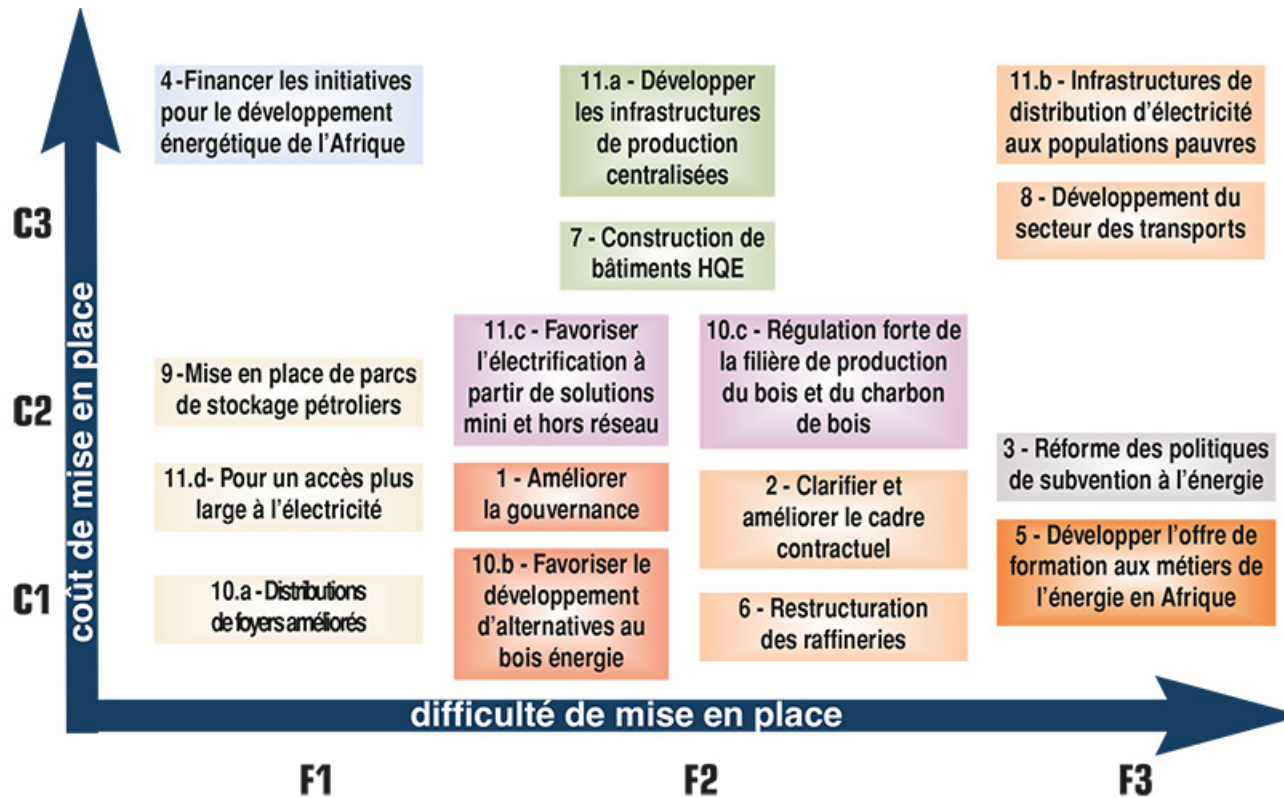 4 -Financer les initiatives
pour le développement
énergétique de l'Afrique
11.a - Développer
les infrastructures
de production
centralisées
11.b - Infrastructures de
distribution d'électricité
aux populations pauvres
8 - Développement du
secteur des transports
7 - Construction de
bâtiments HQE
C3
9 -Mise en place de parcs
de stockage pétroliers
11.c - Favoriser
l'électrification à
partir de solutions
mini et hors réseau
10.c - Régulation forte de
la filière de production
du bois et du charbon
de bois
C2
3 - Réforme des politiques
de subvention à l'énergie
11.d- Pour un accès plus
large à l'électricité
1 - Améliorer
la gouvernance
2 - Clarifier et
améliorer le cadre
contractuel
5 - Développer l'offre de
formation aux métiers de
l'énergie en Afrique
C1
10.a - Distributions
de foyers améliorés
10.b - Favoriser le
développement
d'alternatives au
bois énergie
6 - Restructuration
des raffineries
coût de mise en place
difficulté de mise en place
F1
F2
F3